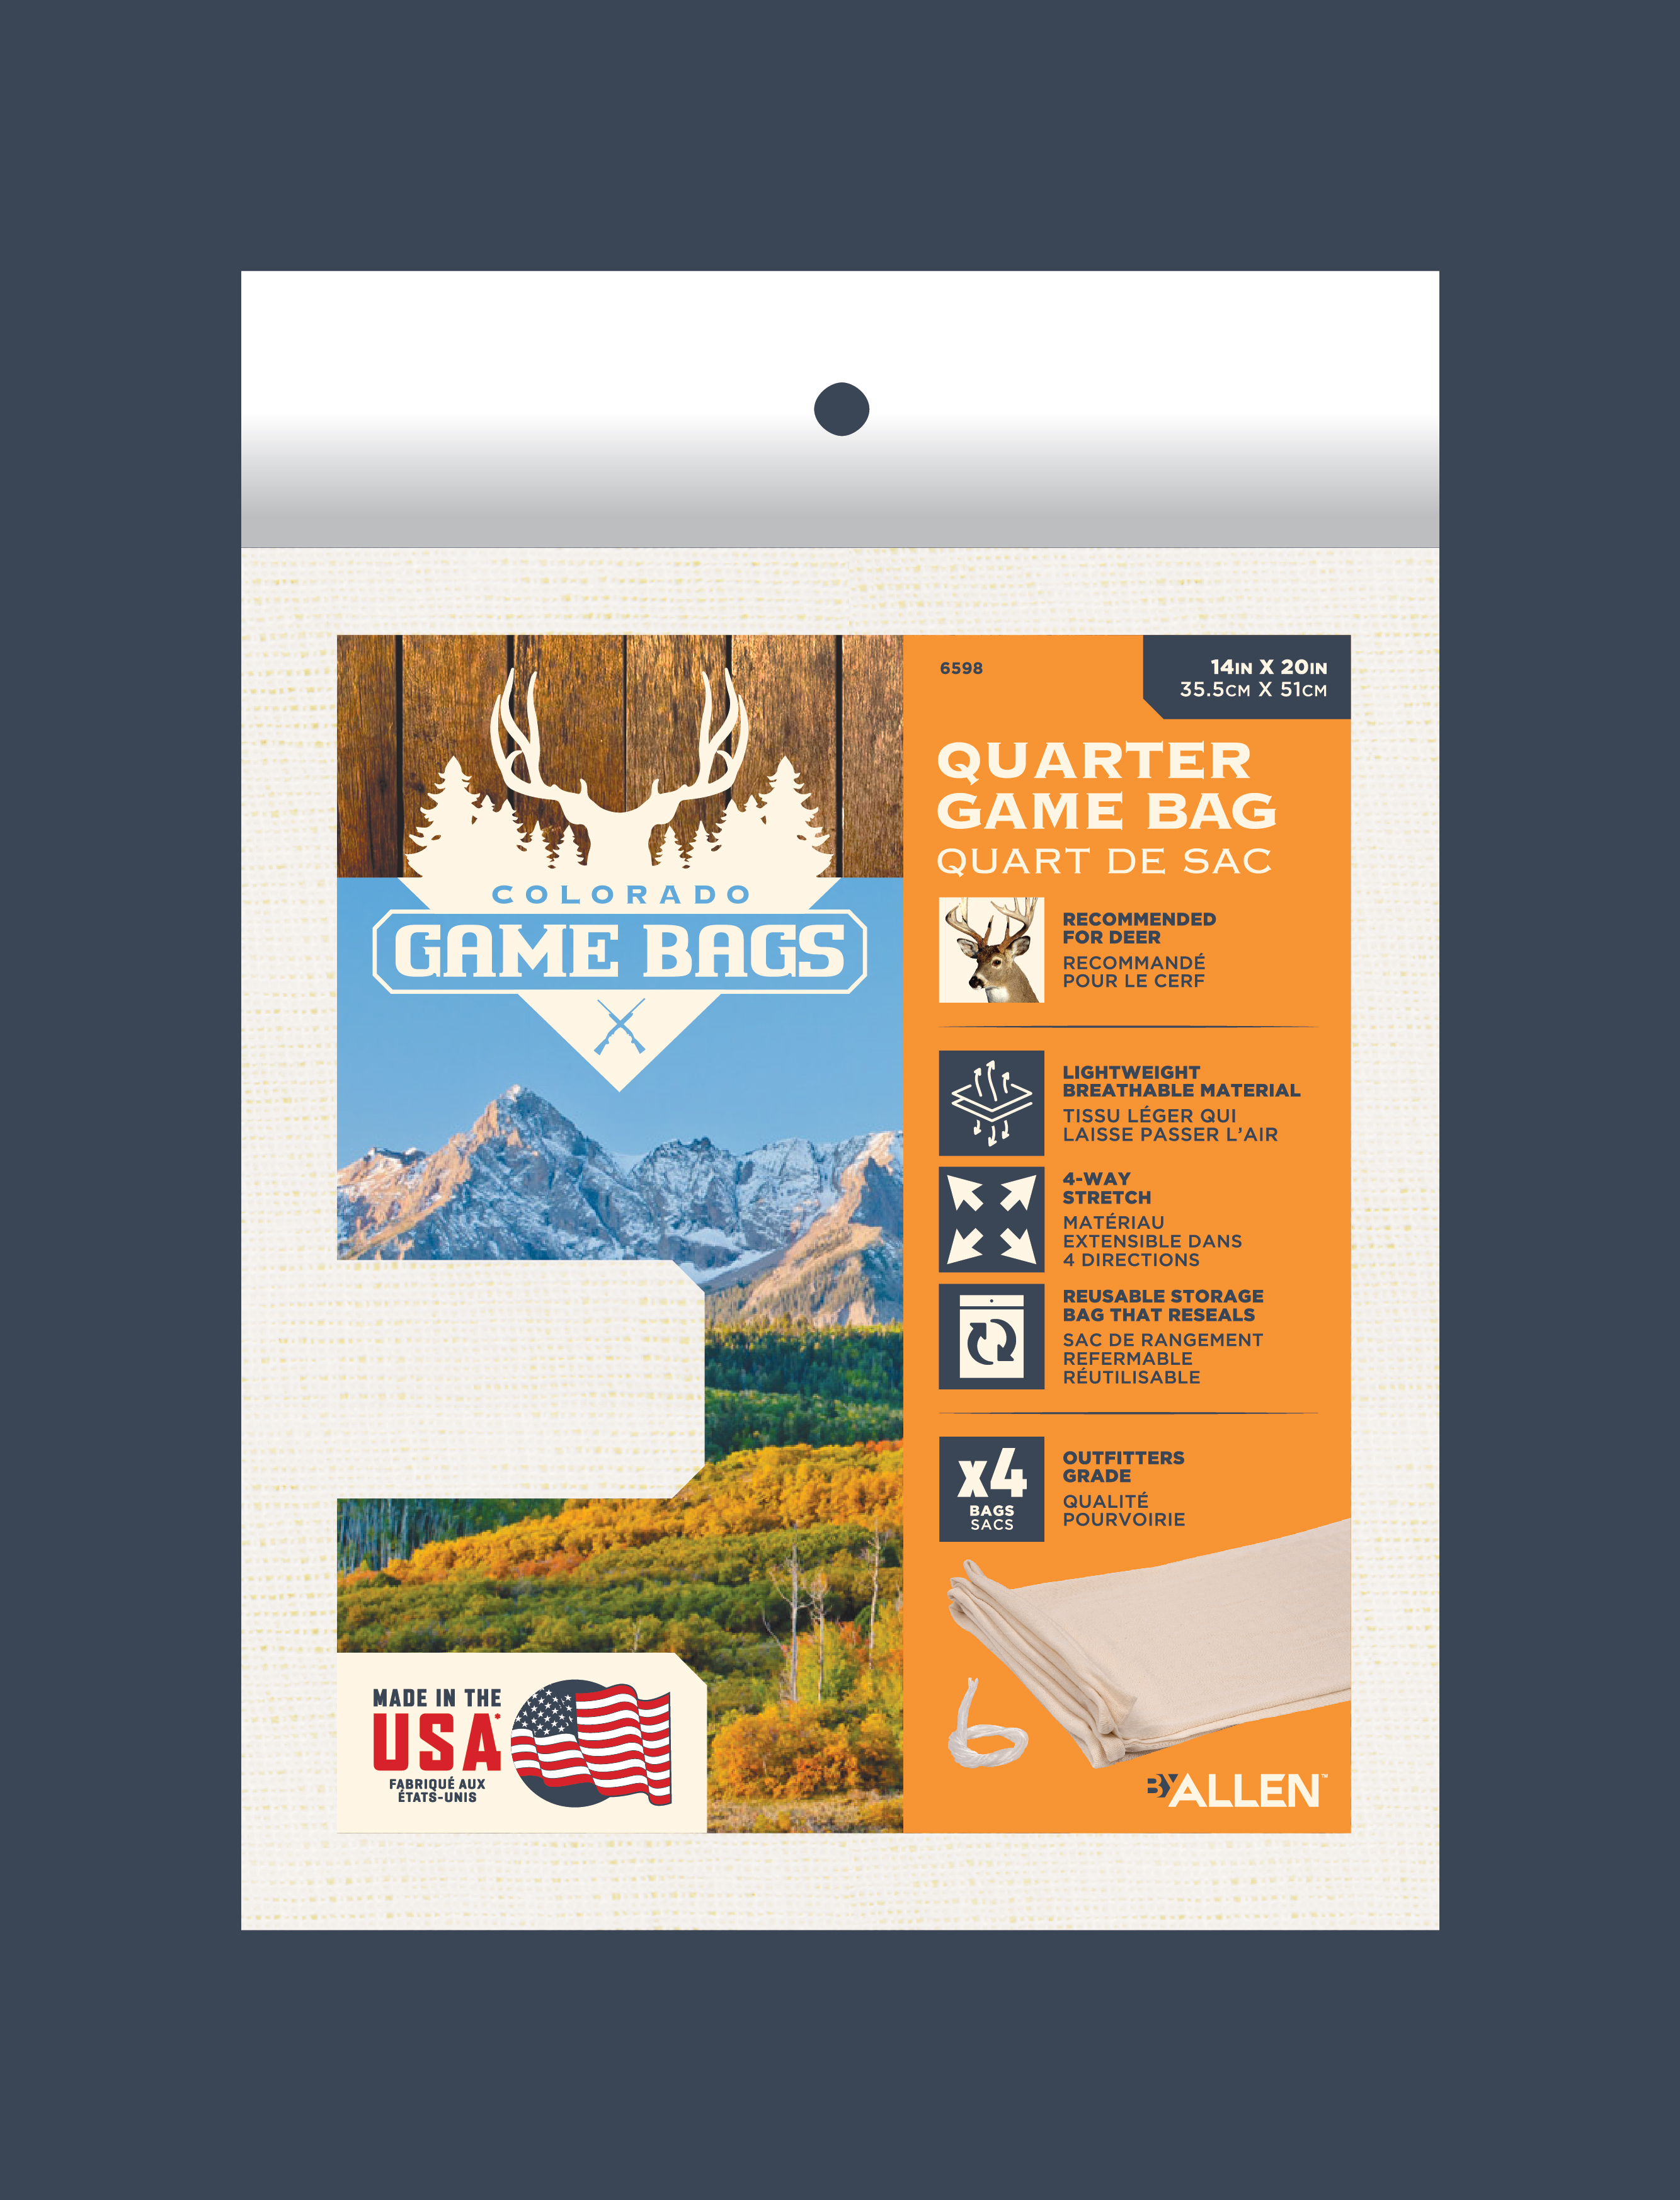 COLORADO
GAME BAGS
MADE IN THE
USA*
FABRIQUÉ AUX
ÉTATS-UNIS
6598
14IN X 20IN
35.5CM X 51CM
QUARTER
GAME BAG
QUART DE SAC
RECOMMENDED
FOR DEER
RECOMMANDÉ
POUR LE CERF
LIGHTWEIGHT
BREATHABLE MATERIAL
TISSU LÉGER QUI
LAISSE PASSER L'AIR
4-WAY
STRETCH
MATÉRIAU
EXTENSIBLE DANS
4 DIRECTIONS
REUSABLE STORAGE
BAG THAT RESEALS
SAC DE RANGEMENT
REFERMABLE
RÉUTILISABLE
x4
BAGS
SACS
OUTFITTERS
GRADE
QUALITÉ
POURVOIRIE
BY ALLEN™